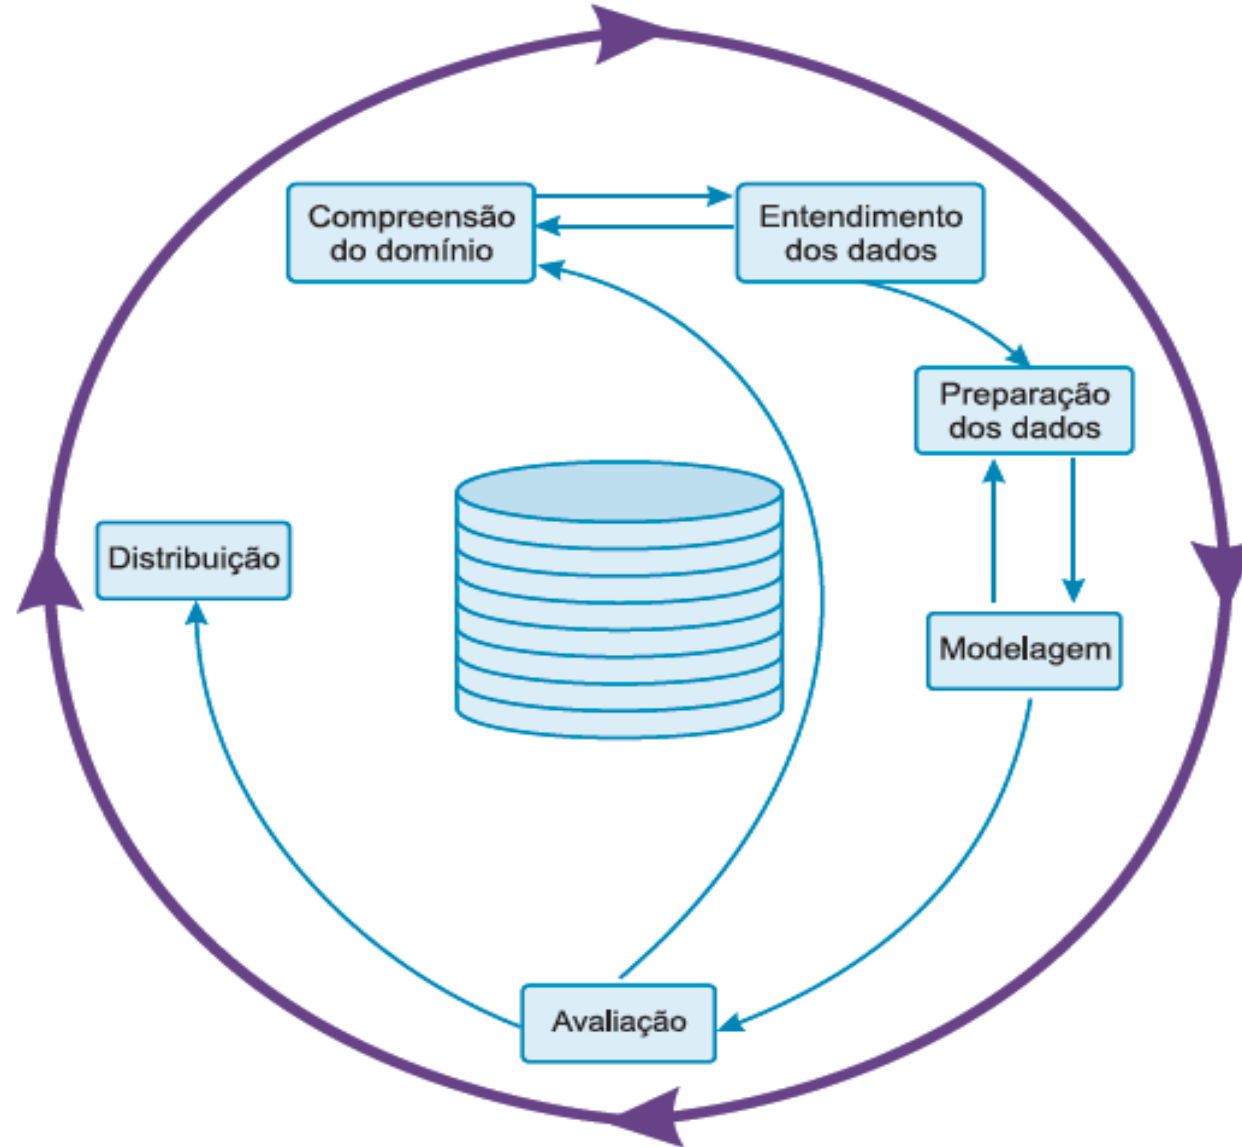 Compreensão
do domínio
Entendimento
dos dados
Preparação
dos dados
Distribuição
Modelagem
Avaliação